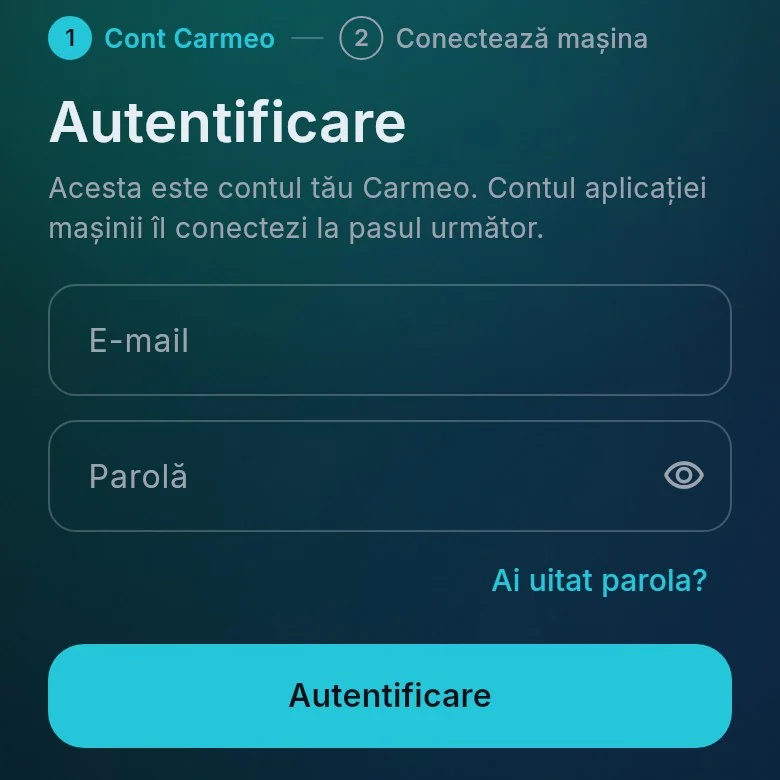 1 Cont Carmeo 2 Conectează mașina
Autentificare
Acesta este contul tău Carmeo. Contul aplicației
mașinii îl conectezi la pasul următor.
E-mail
Parolă
Ai uitat parola?
Autentificare